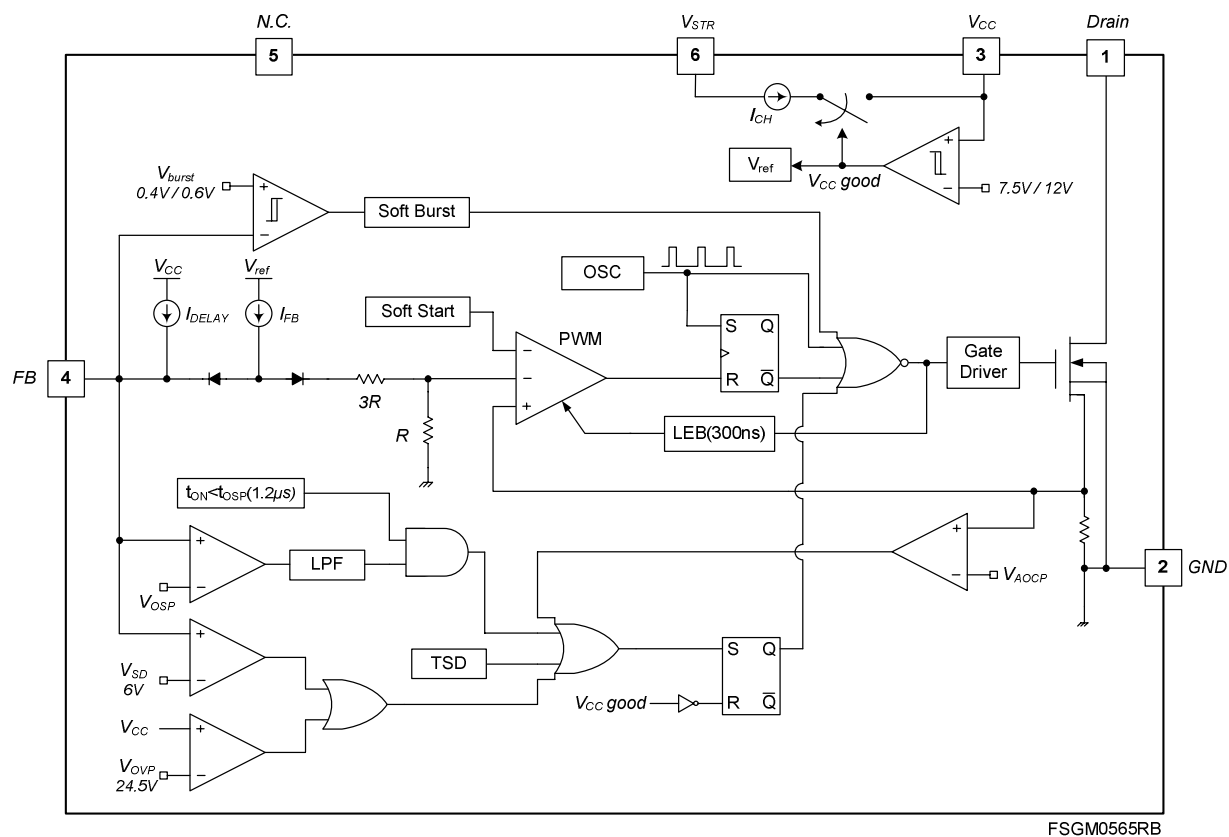 N.C.
VSTR
VCC
Drain
5
6
3
1
ICH
+
−
Vref
VCC good
7.5V / 12V
Vburst
0.4V / 0.6V
+
−
Soft Burst
OSC
VCC
Vref
IDELAY
IFB
Soft Start
PWM
S Q
R Q̅
−
−
+
Gate
Driver
FB
4
3R
R
LEB(300ns)
tON<tOSP(1.2µs)
+
−
LPF
VOSP
+
−
VAOCP
2
GND
+
−
VSD
6V
TSD
S Q
R Q̅
VCC good
VCC
+
−
VOVP
24.5V
FSGM0565RB